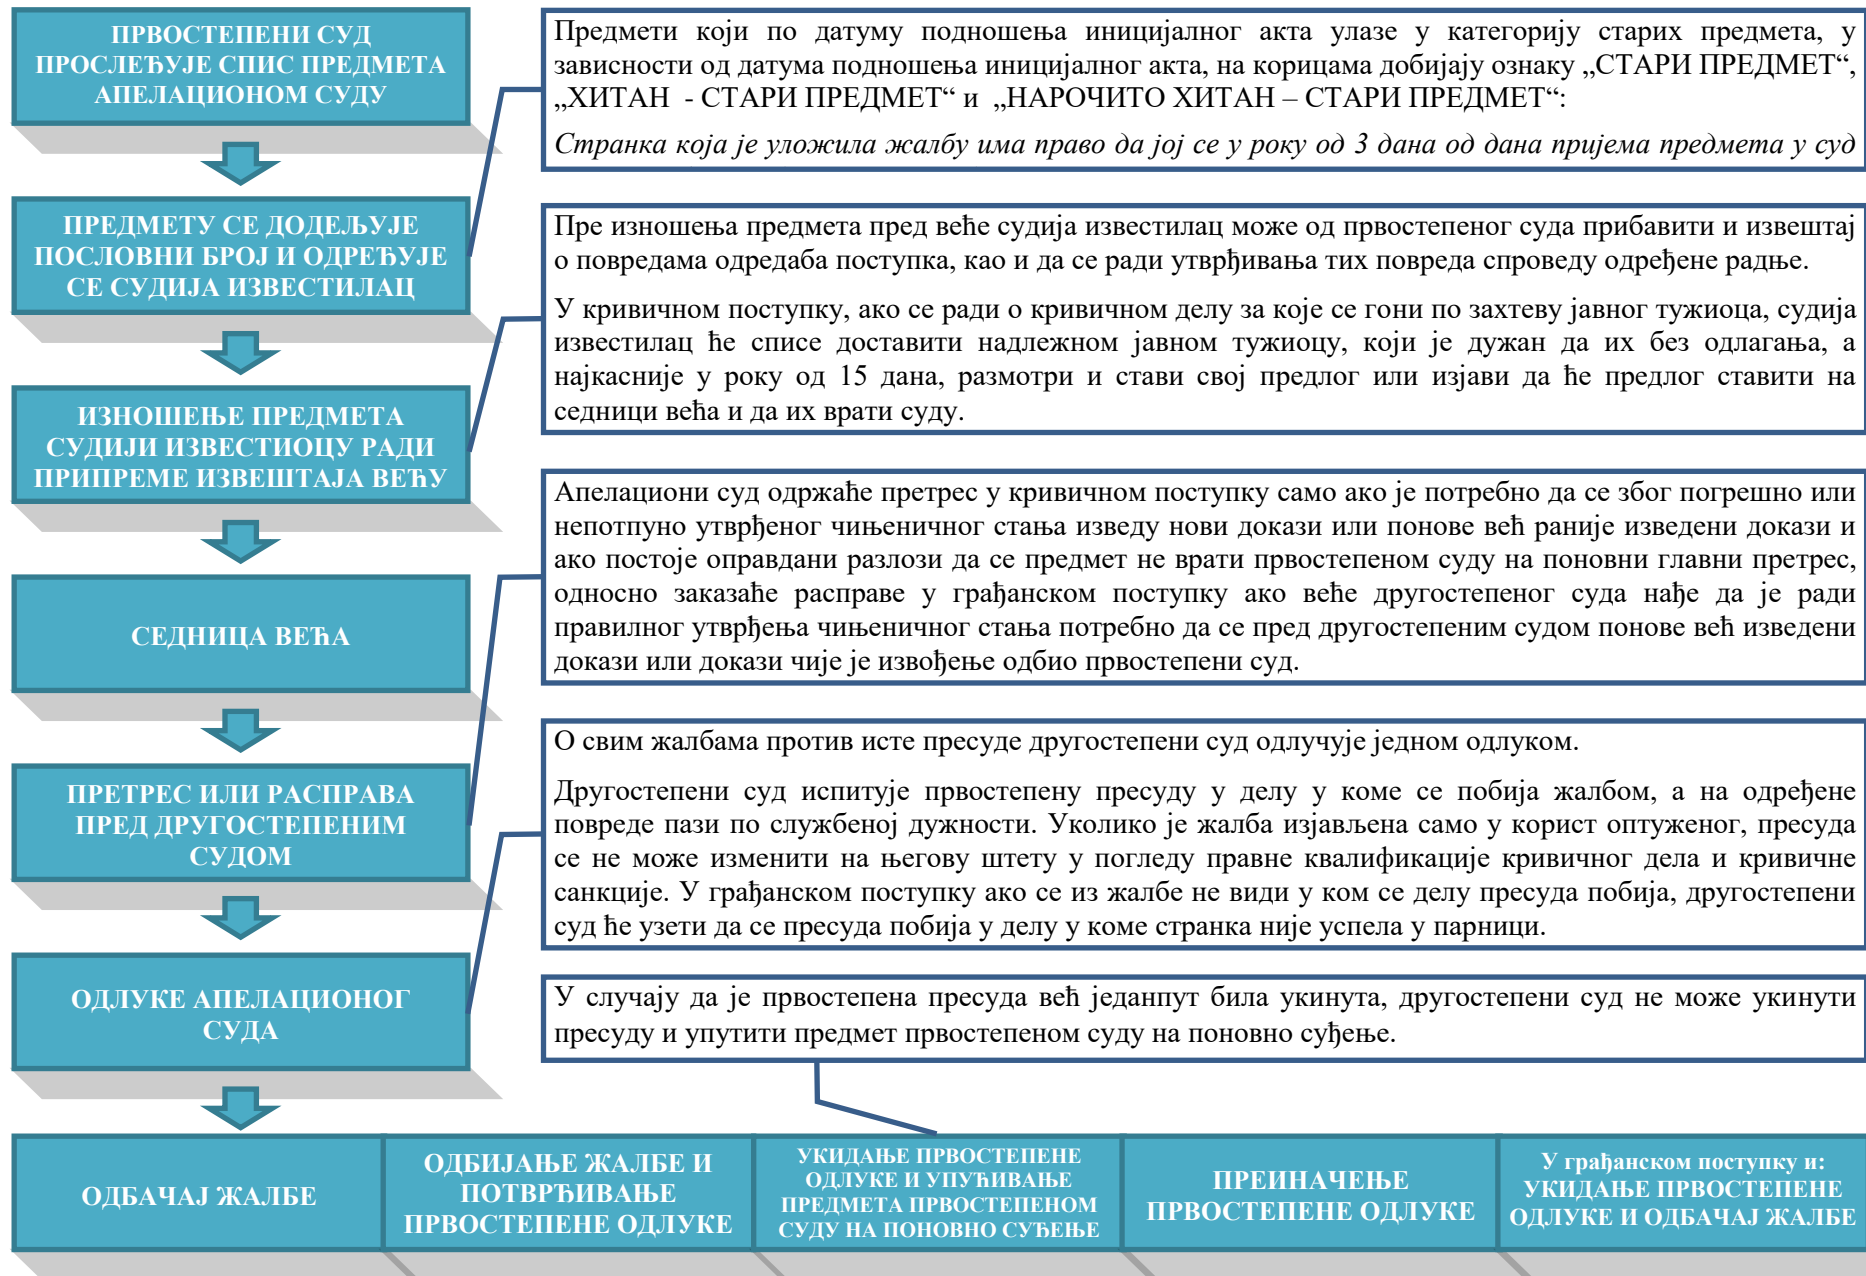 ПРВОСТЕПЕНИ СУД
ПРОСЛЕЂУЈЕ СПИС ПРЕДМЕТА
АПЕЛАЦИОНОМ СУДУ
Предмети који по датуму подношења иницијалног акта улазе у категорију старих предмета, у
зависности од датума подношења иницијалног акта, на корицама добијају ознаку „СТАРИ ПРЕДМЕТ“,
„ХИТАН - СТАРИ ПРЕДМЕТ“ и „НАРОЧИТО ХИТАН – СТАРИ ПРЕДМЕТ“:
Странка која је уложила жалбу има право да јој се у року од 3 дана од дана пријема предмета у суд
ПРЕДМЕТУ СЕ ДОДЕЉУЈЕ
ПОСЛОВНИ БРОЈ И ОДРЕЂУЈЕ
СЕ СУДИЈА ИЗВЕСТИЛАЦ
Пре изношења предмета пред веће судија известилац може од првостепеног суда прибавити и извештај
о повредама одредаба поступка, као и да се ради утврђивања тих повреда спроведу одређене радње.
У кривичном поступку, ако се ради о кривичном делу за које се гони по захтеву јавног тужиоца, судија
известилац ће списе доставити надлежном јавном тужиоцу, који је дужан да их без одлагања, а
најкасније у року од 15 дана, размотри и стави свој предлог или изјави да ће предлог ставити на
седници већа и да их врати суду.
ИЗНОШЕЊЕ ПРЕДМЕТА
СУДИЈИ ИЗВЕСТИОЦУ РАДИ
ПРИПРЕМЕ ИЗВЕШТАЈА ВЕЋУ
Апелациони суд одржаће претрес у кривичном поступку само ако је потребно да се због погрешно или
непотпуно утврђеног чињеничног стања изведу нови докази или понове већ раније изведени докази и
ако постоје оправдани разлози да се предмет не врати првостепеном суду на поновни главни претрес,
односно заказаће расправе у грађанском поступку ако веће другостепеног суда нађе да је ради
правилног утврђења чињеничног стања потребно да се пред другостепеним судом понове већ изведени
докази или докази чије је извођење одбио првостепени суд.
СЕДНИЦА ВЕЋА
О свим жалбама против исте пресуде другостепени суд одлучује једном одлуком.
Другостепени суд испитује првостепену пресуду у делу у коме се побија жалбом, а на одређене
повреде пази по службеној дужности. Уколико је жалба изјављена само у корист оптуженог, пресуда
се не може изменити на његову штету у погледу правне квалификације кривичног дела и кривичне
санкције. У грађанском поступку ако се из жалбе не види у ком се делу пресуда побија, другостепени
суд ће узети да се пресуда побија у делу у коме странка није успела у парници.
ПРЕТРЕС ИЛИ РАСПРАВА
ПРЕД ДРУГОСТЕПЕНИМ
СУДОМ
ОДЛУКЕ АПЕЛАЦИОНОГ
СУДА
У случају да је првостепена пресуда већ једанпут била укинута, другостепени суд не може укинути
пресуду и упутити предмет првостепеном суду на поновно суђење.
ОДБАЧАЈ ЖАЛБЕ
ОДБИЈАЊЕ ЖАЛБЕ И
ПОТВРЂИВАЊЕ
ПРВОСТЕПЕНЕ ОДЛУКЕ
УКИДАЊЕ ПРВОСТЕПЕНЕ
ОДЛУКЕ И УПУЋИВАЊЕ
ПРЕДМЕТА ПРВОСТЕПЕНОМ
СУДУ НА ПОНОВНО СУЂЕЊЕ
ПРЕИНАЧЕЊЕ
ПРВОСТЕПЕНЕ ОДЛУКЕ
У грађанском поступку и:
УКИДАЊЕ ПРВОСТЕПЕНЕ
ОДЛУКЕ И ОДБАЧАЈ ЖАЛБЕ